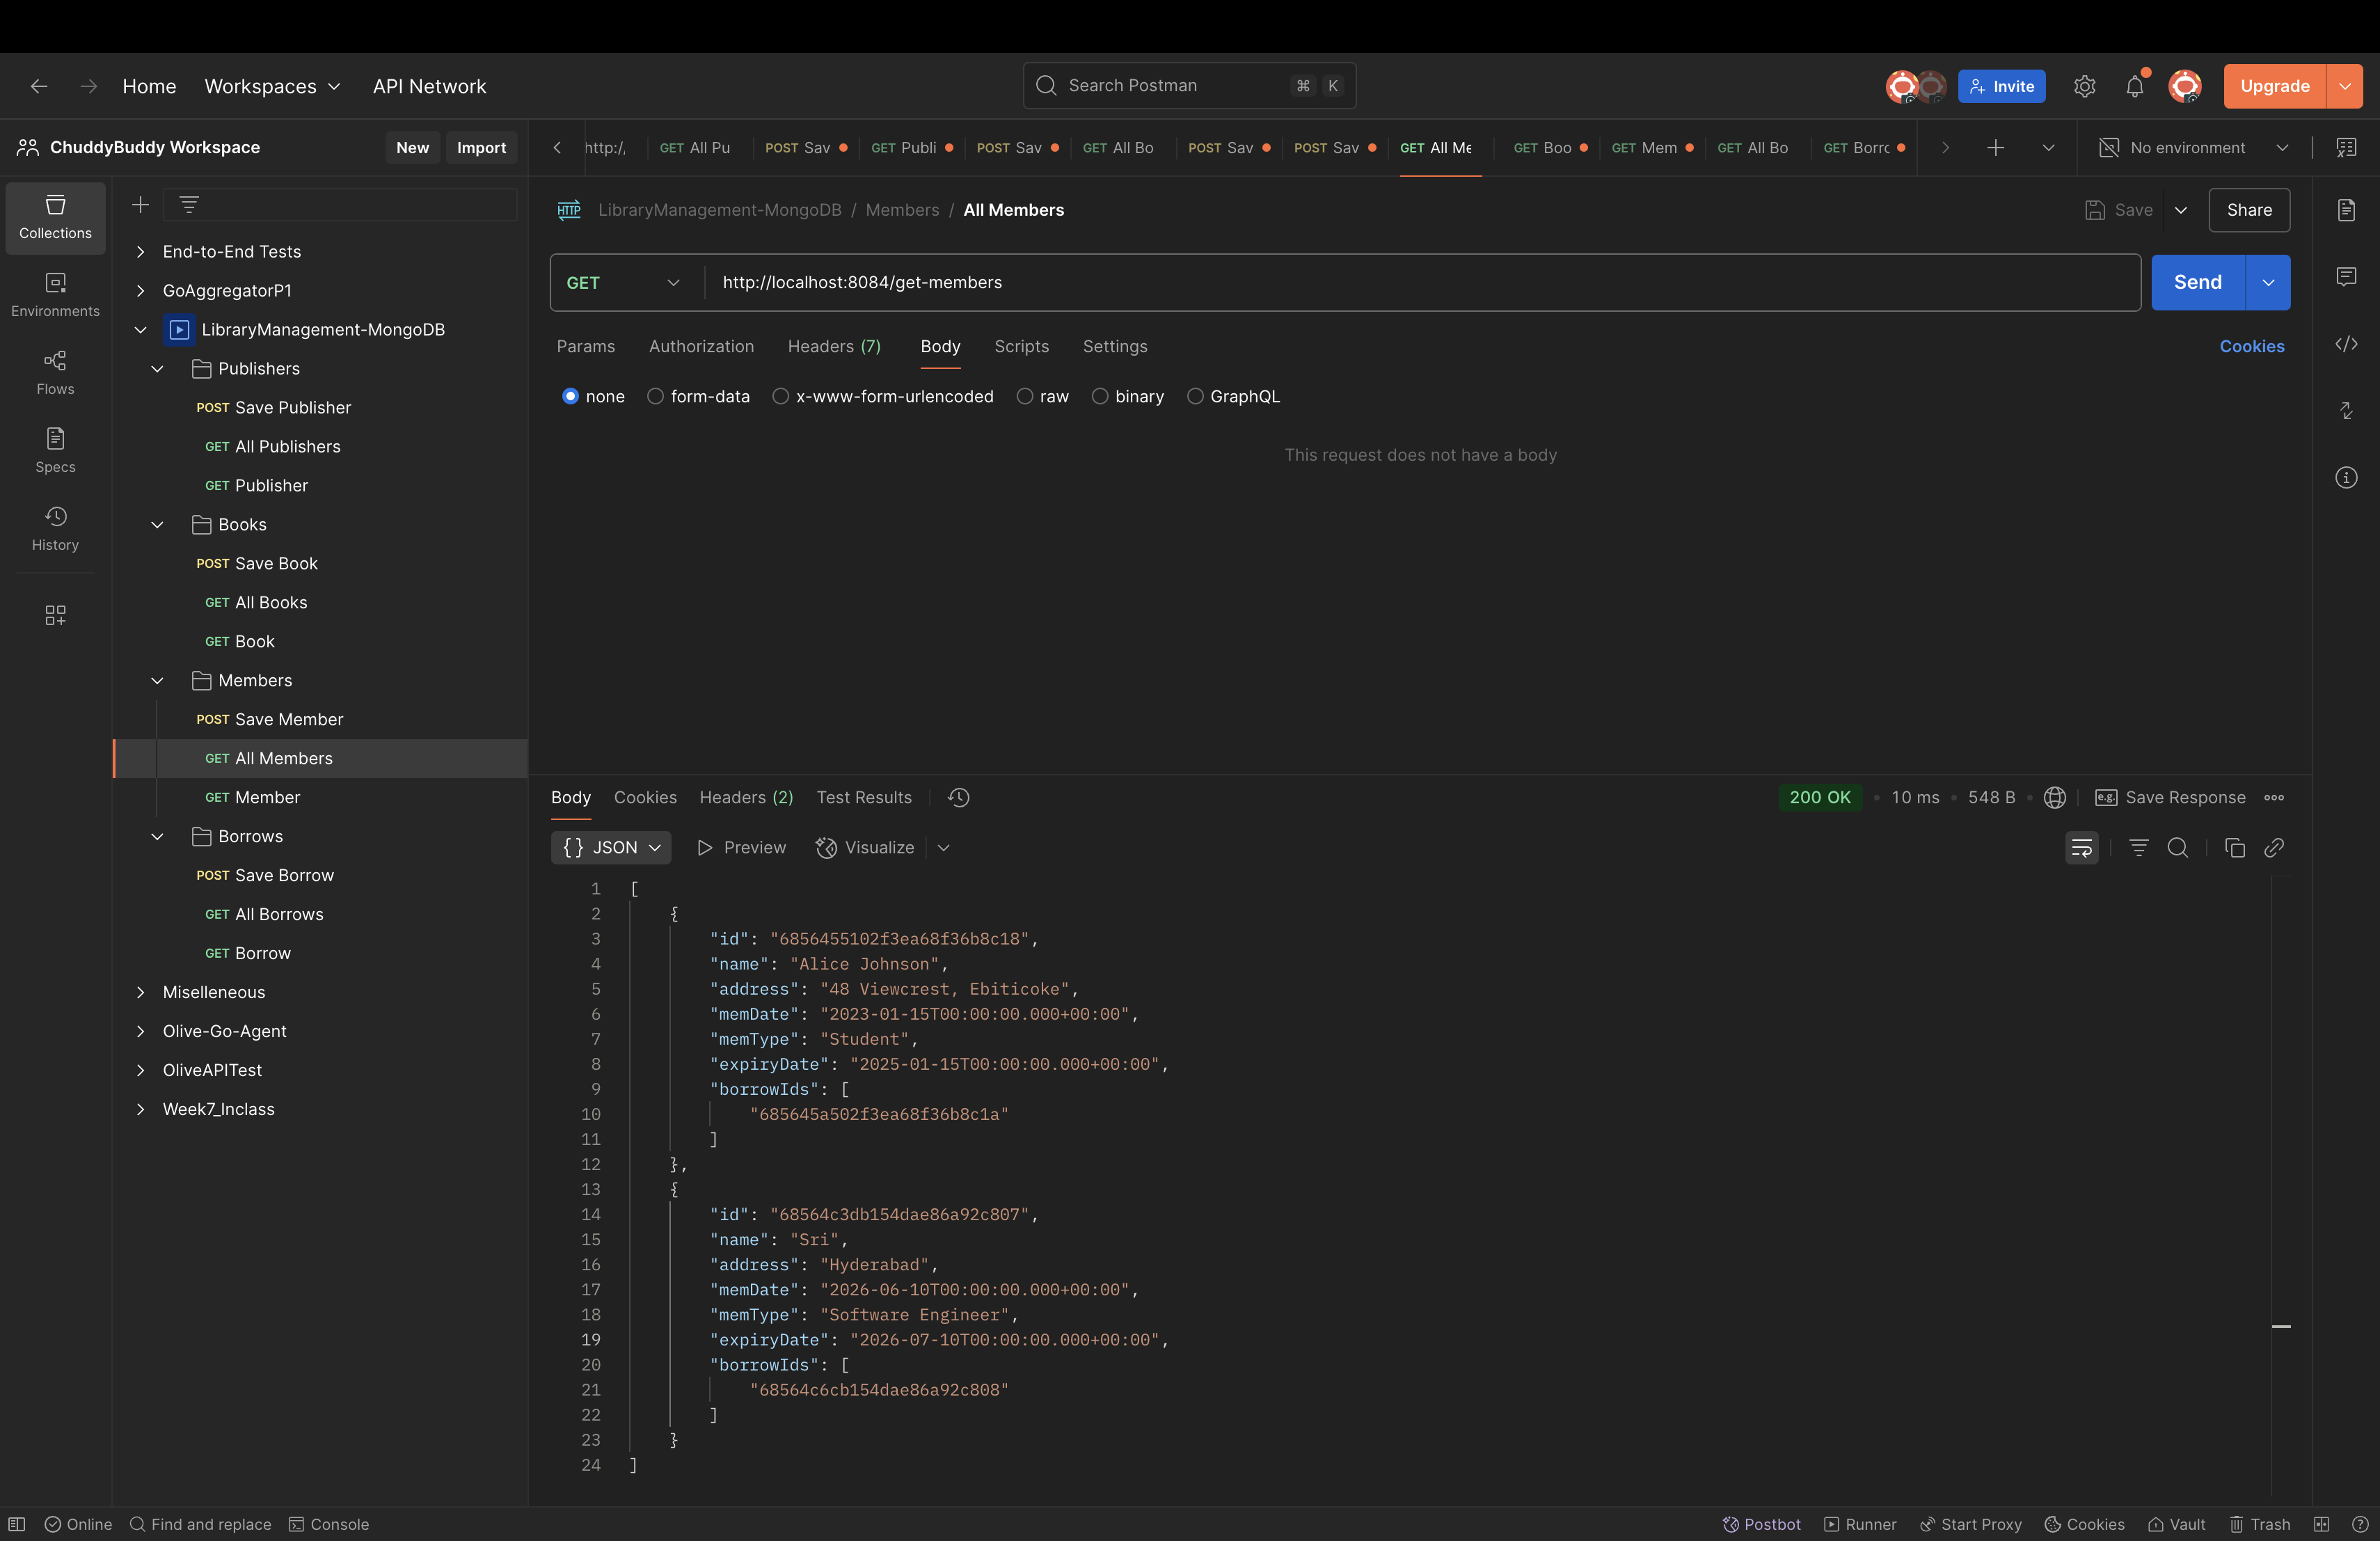 Home Workspaces API Network Search Postman ⌘ K Invite Upgrade
ChuddyBuddy Workspace New Import
http:/, GET All Pu POST Sav GET Publi POST Sav GET All Bo POST Sav POST Sav GET All Me GET Boo GET Mem GET All Bo GET Borrc No environment
Collections
Environments
Flows
Specs
History
End-to-End Tests
GoAggregatorP1
LibraryManagement-MongoDB
Publishers
POST Save Publisher
GET All Publishers
GET Publisher
Books
POST Save Book
GET All Books
GET Book
Members
POST Save Member
GET All Members
GET Member
Borrows
POST Save Borrow
GET All Borrows
GET Borrow
Miselleneous
Olive-Go-Agent
OliveAPITest
Week7_Inclass
HTTP LibraryManagement-MongoDB / Members / All Members Save Share
GET http://localhost:8084/get-members Send
Params Authorization Headers (7) Body Scripts Settings Cookies
none form-data x-www-form-urlencoded raw binary GraphQL
This request does not have a body
Body Cookies Headers (2) Test Results 200 OK • 10 ms • 548 B • e.g. Save Response
{} JSON Preview Visualize
1 [
2 {
3 "id": "6856455102f3ea68f36b8c18",
4 "name": "Alice Johnson",
5 "address": "48 Viewcrest, Ebiticoke",
6 "memDate": "2023-01-15T00:00:00.000+00:00",
7 "memType": "Student",
8 "expiryDate": "2025-01-15T00:00:00.000+00:00",
9 "borrowIds": [
10 "685645a502f3ea68f36b8c1a"
11 ]
12 },
13 {
14 "id": "68564c3db154dae86a92c807",
15 "name": "Sri",
16 "address": "Hyderabad",
17 "memDate": "2026-06-10T00:00:00.000+00:00",
18 "memType": "Software Engineer",
19 "expiryDate": "2026-07-10T00:00:00.000+00:00",
20 "borrowIds": [
21 "68564c6cb154dae86a92c808"
22 ]
23 }
24 ]
Online Find and replace Console Postbot Runner Start Proxy Cookies Vault Trash